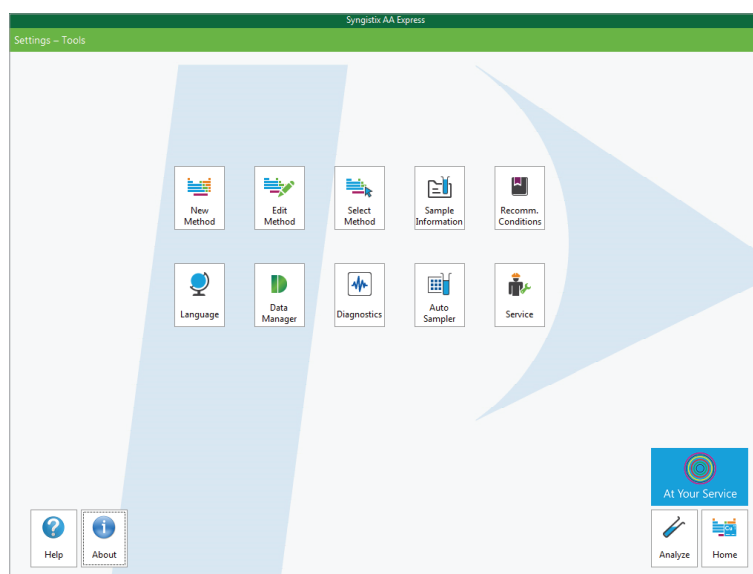 Syngistix AA Express
Settings – Tools
New
Method
Edit
Method
Select
Method
Sample
Information
Recomm.
Conditions
Language
Data
Manager
Diagnostics
Auto
Sampler
Service
At Your Service
Help
About
Analyze
Home